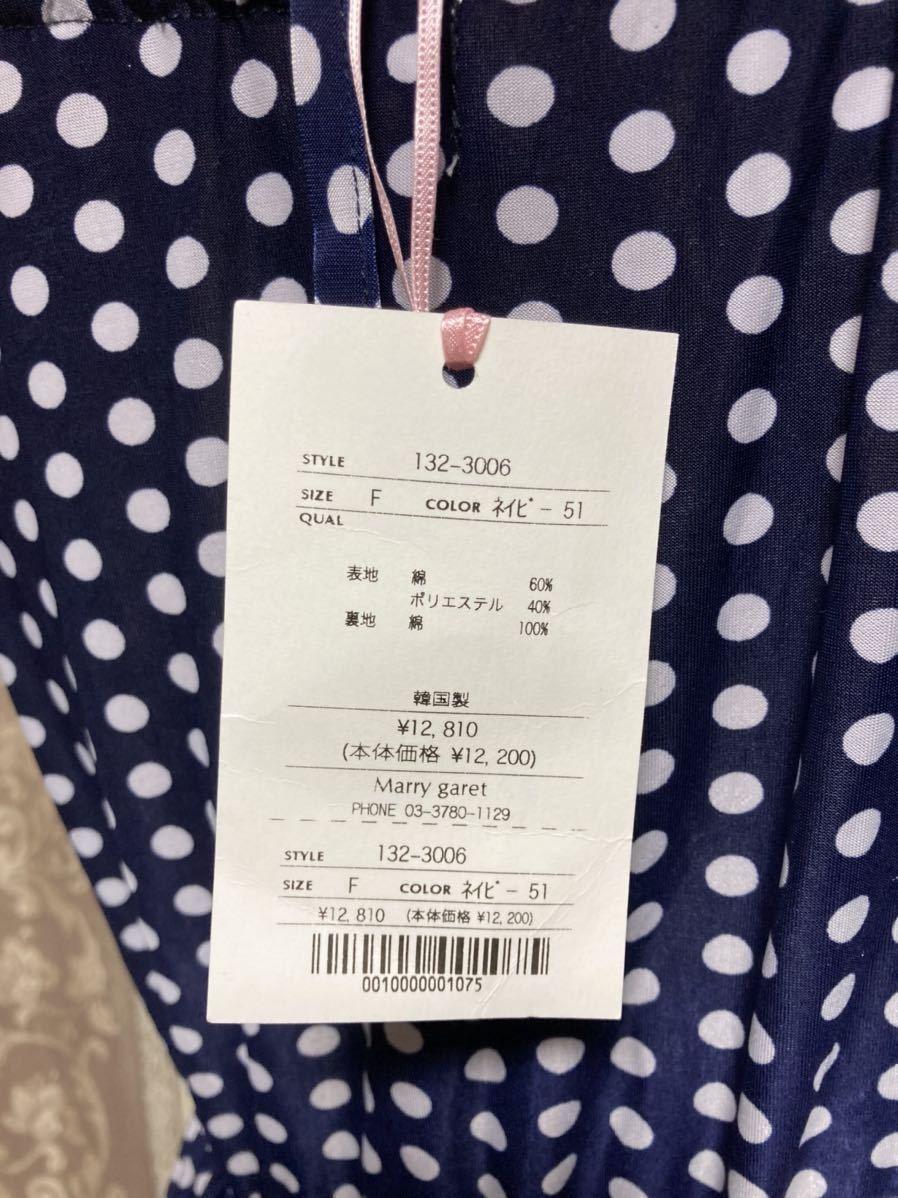 STYLE 132-3006
SIZE F COLOR ﾈｲﾋﾞ- 51
QUAL
表地 綿 60%
ポリエステル 40%
裏地 綿 100%
韓国製
¥12,810
(本体価格 ¥12,200)
Marry garet
PHONE 03-3780-1129
STYLE 132-3006
SIZE F COLOR ﾈｲﾋﾞ- 51
¥12,810 (本体価格 ¥12,200)
0010000001075